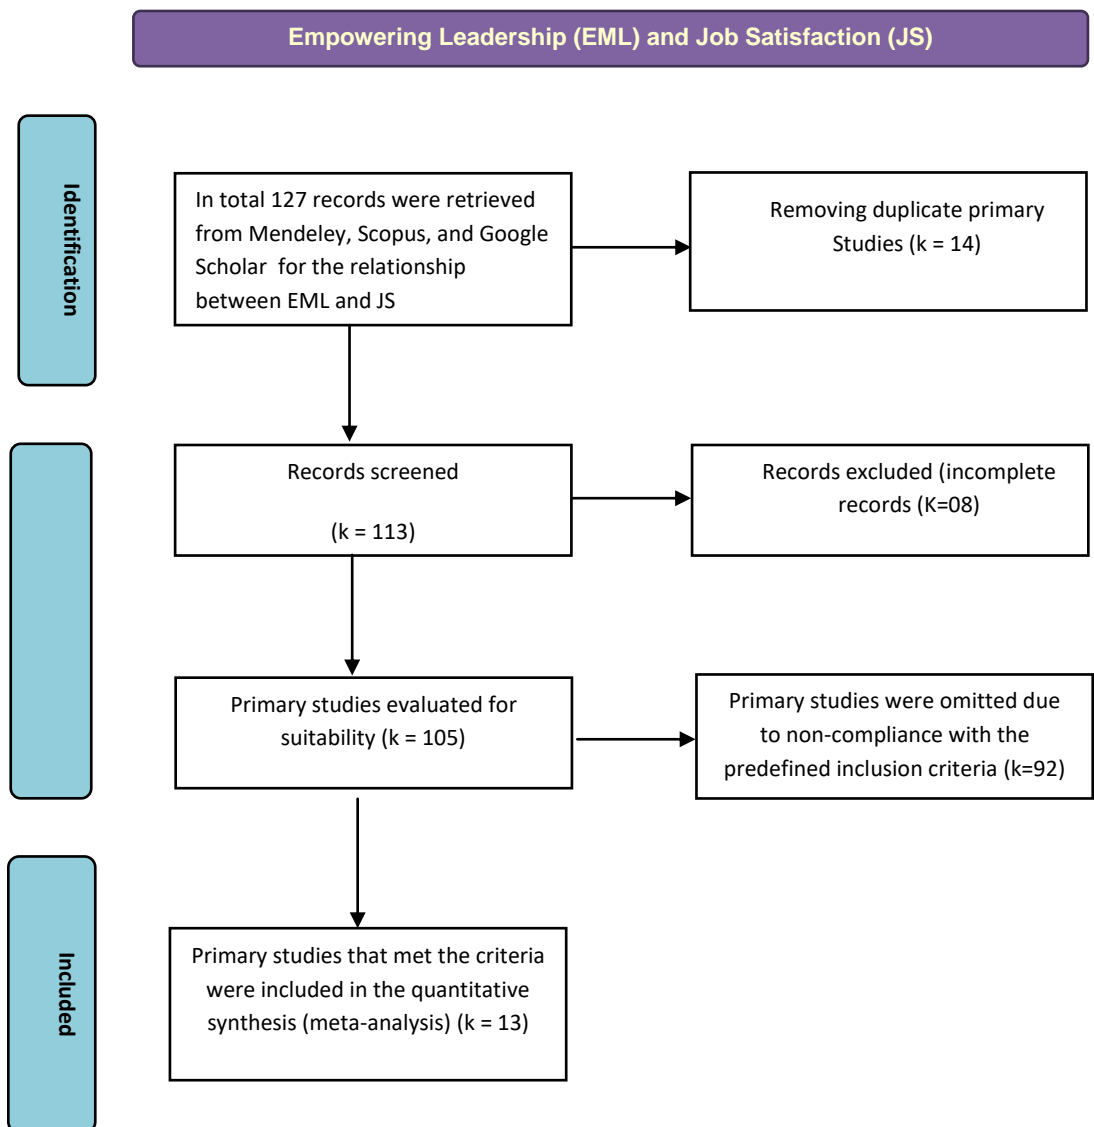 Empowering Leadership (EML) and Job Satisfaction (JS)
Identification
In total 127 records were retrieved
from Mendeley, Scopus, and Google
Scholar for the relationship
between EML and JS
Removing duplicate primary
Studies (k = 14)
Records screened
(k = 113)
Records excluded (incomplete
records (K=08)
Primary studies evaluated for
suitability (k = 105)
Primary studies were omitted due
to non-compliance with the
predefined inclusion criteria (k=92)
Included
Primary studies that met the criteria
were included in the quantitative
synthesis (meta-analysis) (k = 13)